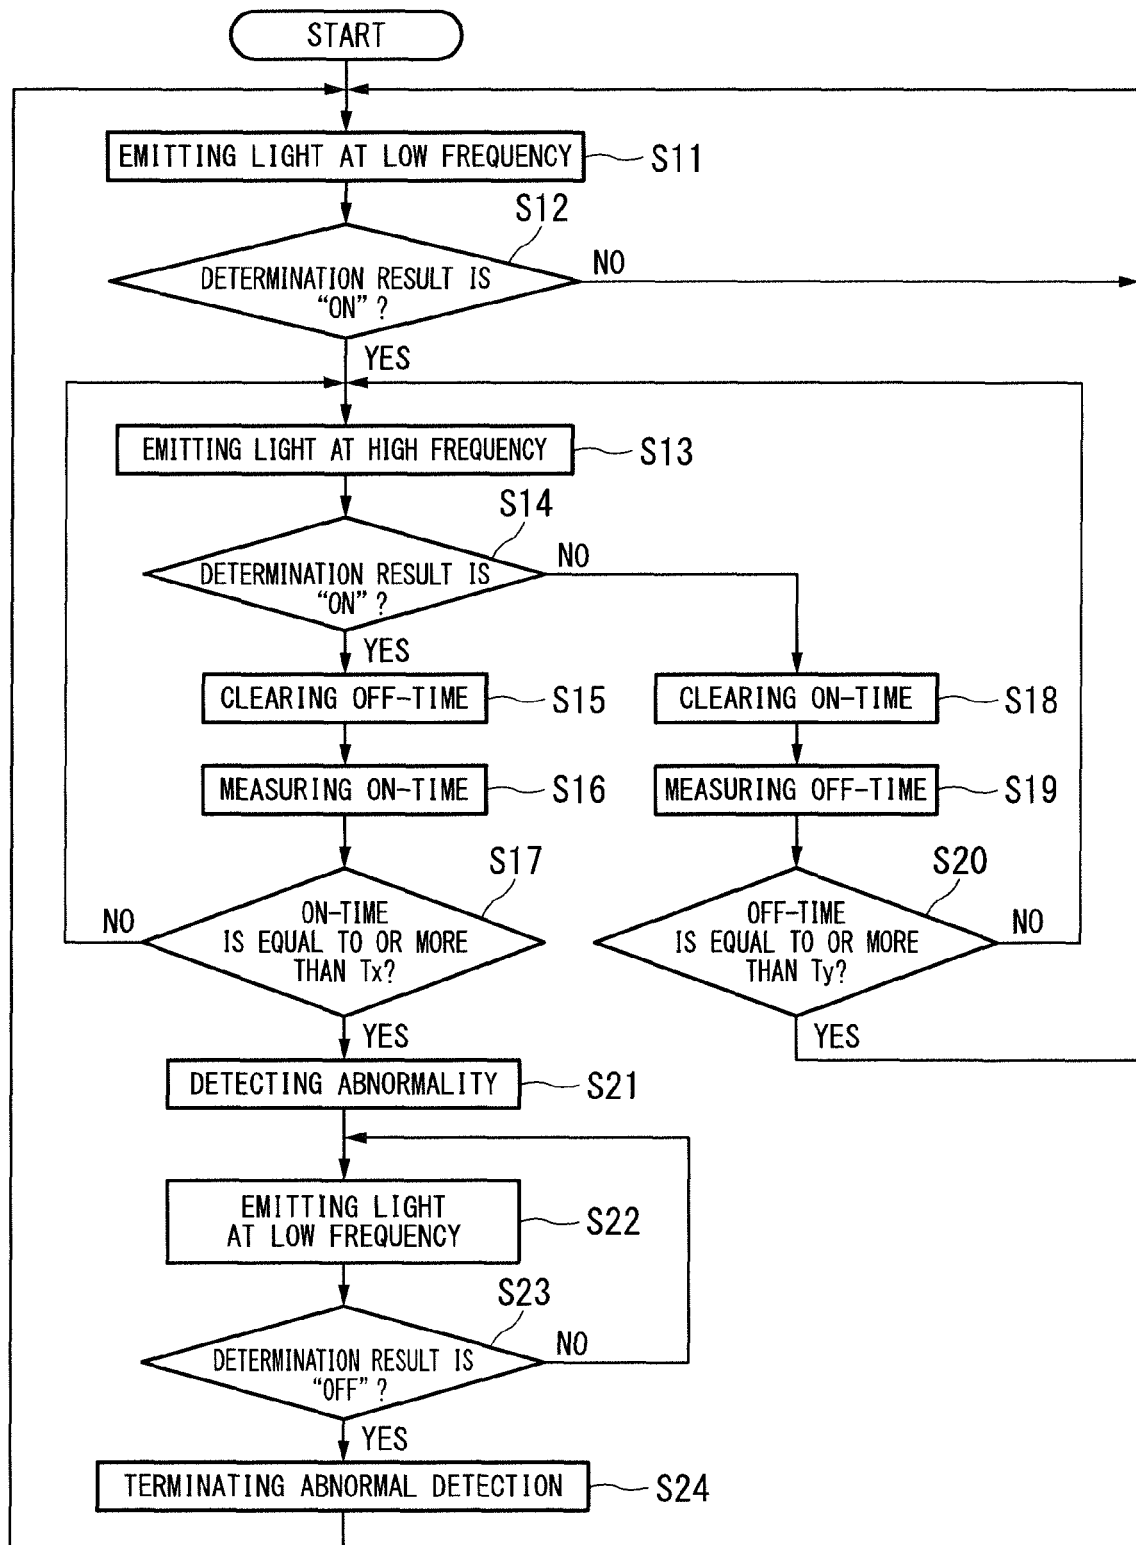 START
EMITTING LIGHT AT LOW FREQUENCY
S11
S12
DETERMINATION RESULT IS
“ON”?
NO
YES
EMITTING LIGHT AT HIGH FREQUENCY
S13
S14
DETERMINATION RESULT IS
“ON”?
NO
YES
CLEARING OFF-TIME
S15
CLEARING ON-TIME
S18
MEASURING ON-TIME
S16
MEASURING OFF-TIME
S19
S17
ON-TIME
IS EQUAL TO OR MORE
THAN Tx?
NO
YES
S20
OFF-TIME
IS EQUAL TO OR MORE
THAN Ty?
NO
YES
DETECTING ABNORMALITY
S21
EMITTING LIGHT
AT LOW FREQUENCY
S22
S23
DETERMINATION RESULT IS
“OFF”?
NO
YES
TERMINATING ABNORMAL DETECTION
S24